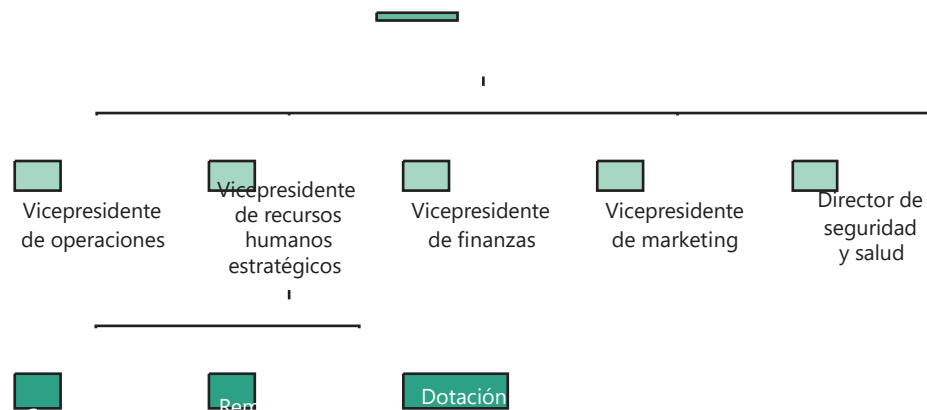 Vicepresidente
de operaciones
Vicepresidente
de recursos
humanos
estratégicos
Vicepresidente
de finanzas
Vicepresidente
de marketing
Director de
seguridad
y salud
Dotación